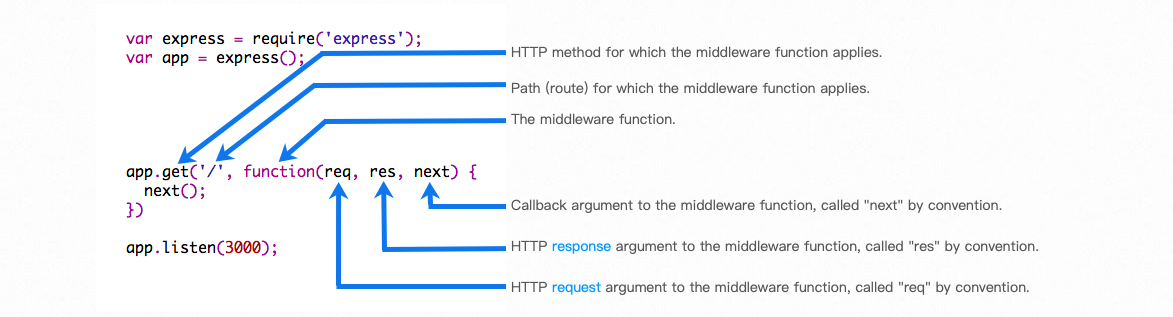 var express = require('express');
var app = express();
HTTP method for which the middleware function applies.
Path (route) for which the middleware function applies.
The middleware function.
app.get('/', function(req, res, next) {
next();
})
Callback argument to the middleware function, called "next" by convention.
app.listen(3000);
HTTP response argument to the middleware function, called "res" by convention.
HTTP request argument to the middleware function, called "req" by convention.